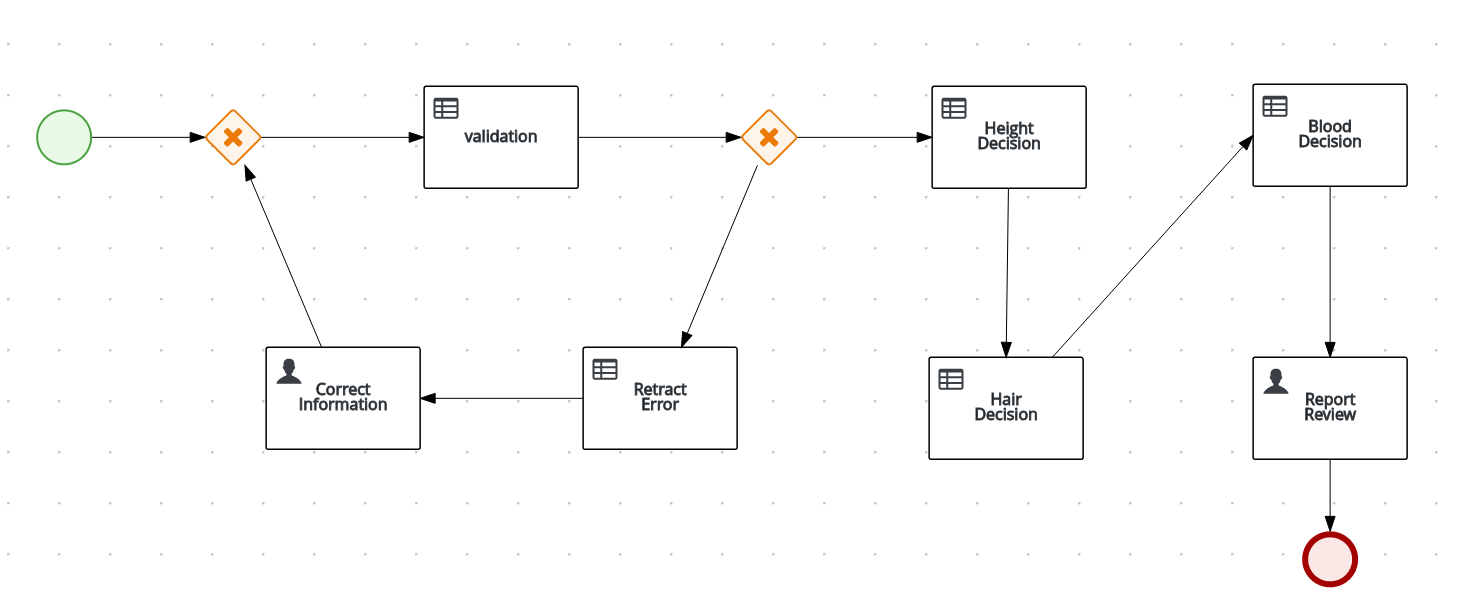 validation
Height
Decision
Blood
Decision
Correct
Information
Retract
Error
Hair
Decision
Report
Review